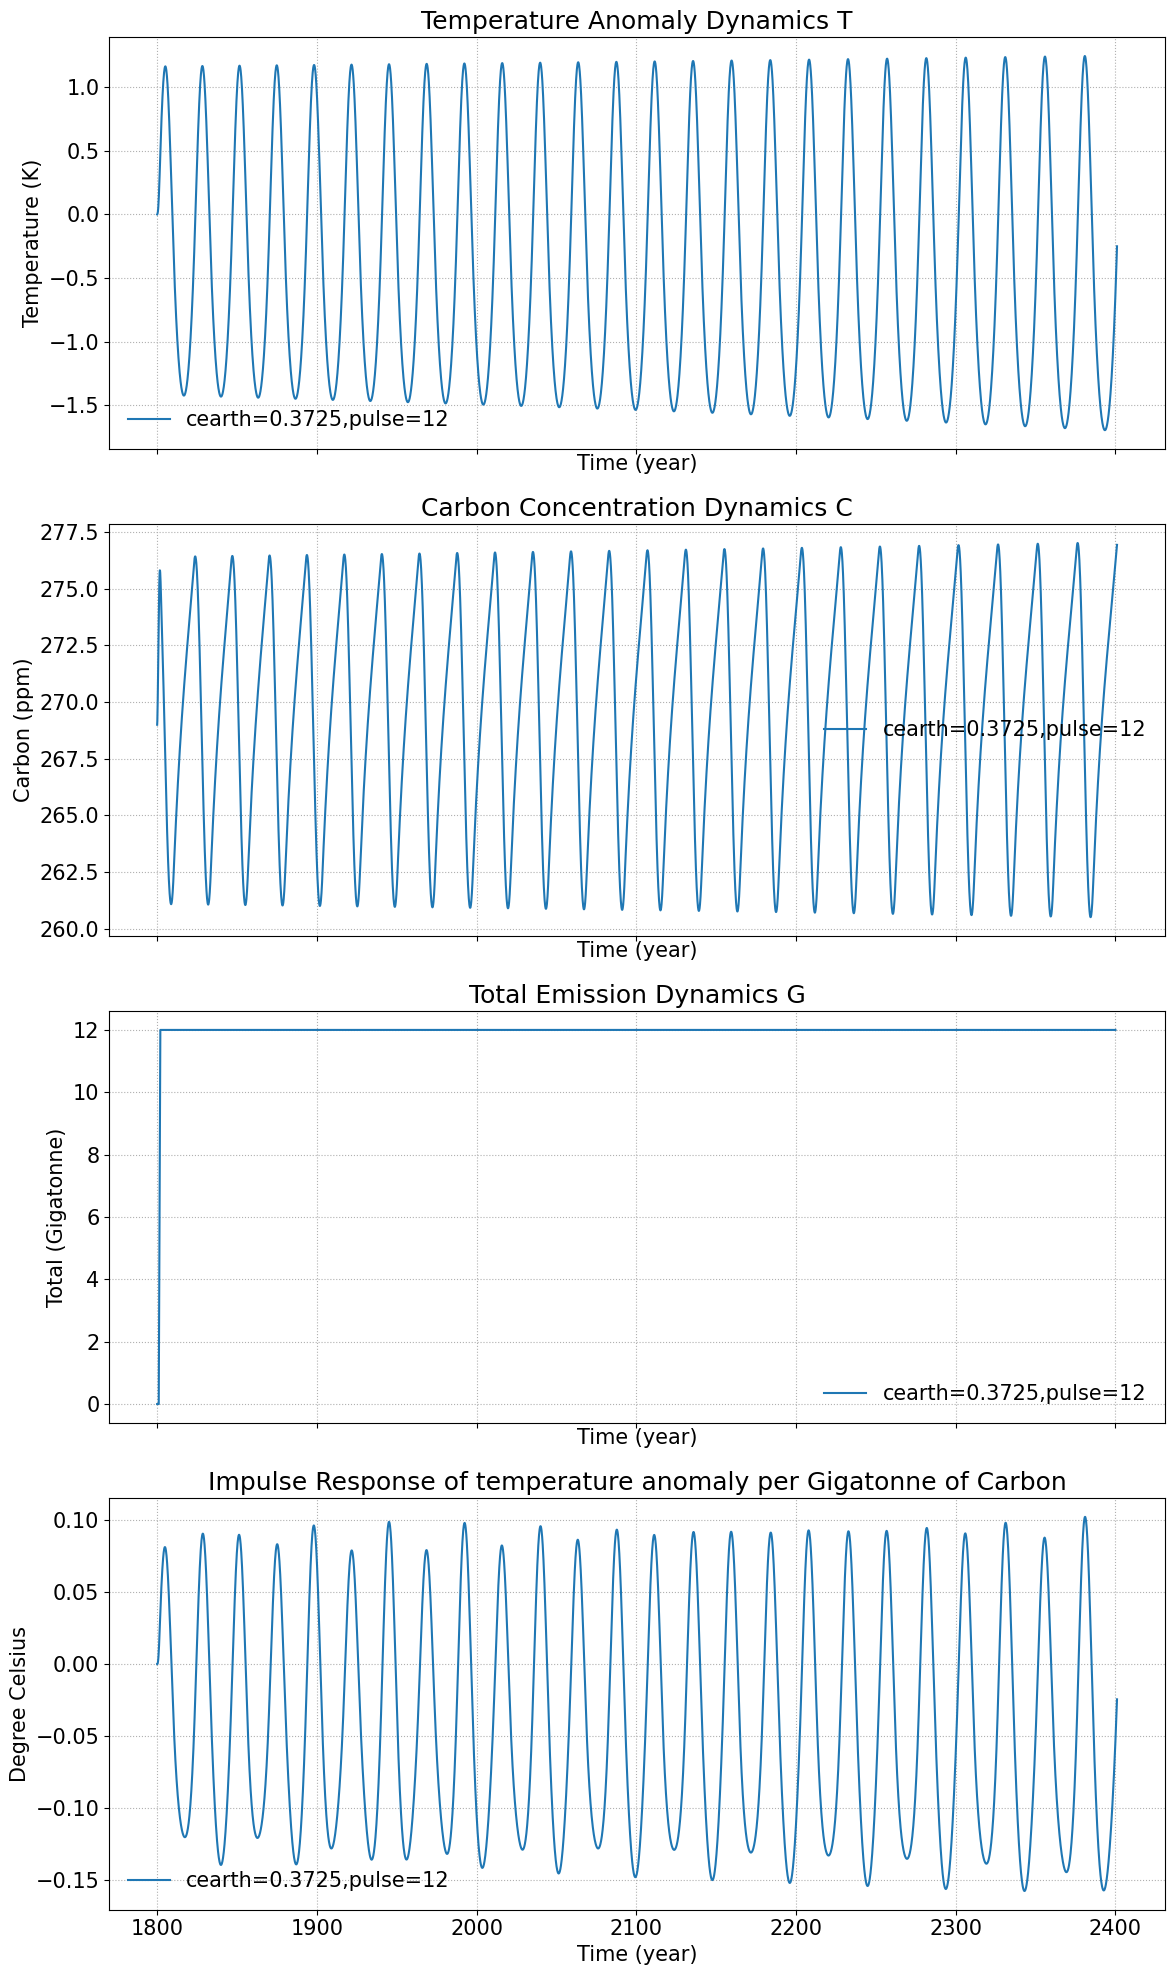 Temperature Anomaly Dynamics T
1.0
0.5
0.0
−0.5
−1.0
−1.5
Temperature (K)
cearth=0.3725,pulse=12
Time (year)
Carbon Concentration Dynamics C
277.5
275.0
272.5
270.0
267.5
265.0
262.5
260.0
Carbon (ppm)
cearth=0.3725,pulse=12
Time (year)
Total Emission Dynamics G
12
10
8
6
4
2
0
Total (Gigatonne)
cearth=0.3725,pulse=12
Time (year)
Impulse Response of temperature anomaly per Gigatonne of Carbon
0.10
0.05
0.00
−0.05
−0.10
−0.15
Degree Celsius
cearth=0.3725,pulse=12
1800 1900 2000 2100 2200 2300 2400
Time (year)